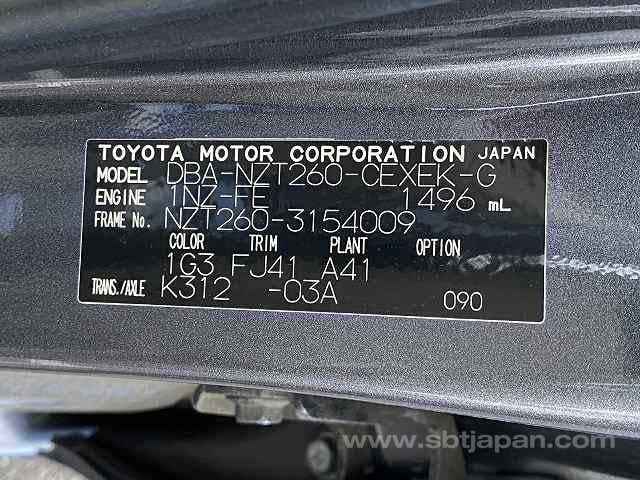 TOYOTA MOTOR CORPORATION JAPAN
MODEL DBA-NZT260-CEXEK-G
ENGINE 1NZ-FE 1496 mL
FRAME No. NZT260-3154009
COLOR TRIM PLANT OPTION
1G3 FJ41 A41
TRANS./AXLE K312 -03A 090
www.sbtjapan.com